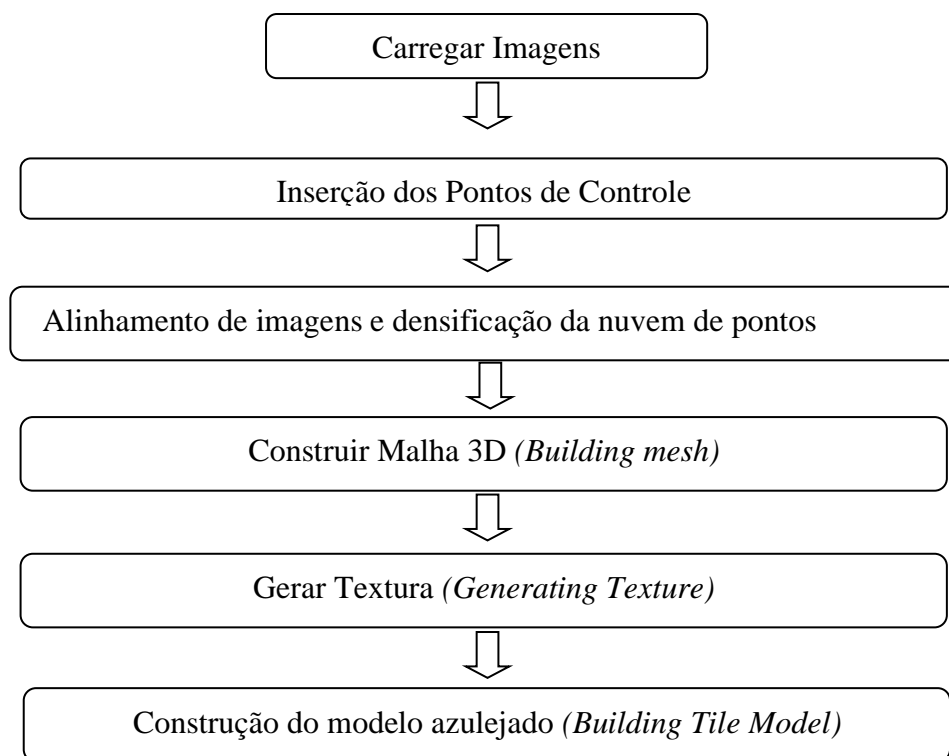 Carregar Imagens
Inserção dos Pontos de Controle
Alinhamento de imagens e densificação da nuvem de pontos
Construir Malha 3D (Building mesh)
Gerar Textura (Generating Texture)
Construção do modelo azulejado (Building Tile Model)